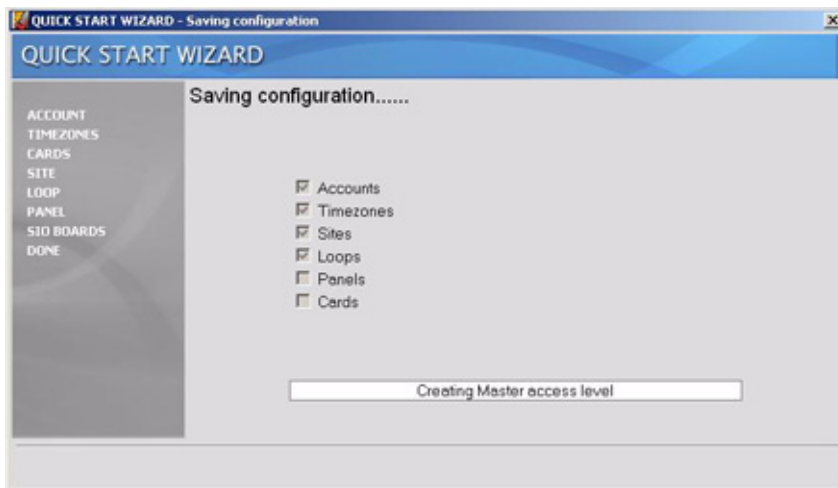 QUICK START WIZARD - Saving configuration
QUICK START WIZARD
ACCOUNT
TIMEZONES
CARDS
SITE
LOOP
PANEL
SIO BOARDS
DONE
Saving configuration......
Accounts
Timezones
Sites
Loops
Panels
Cards
Creating Master access level